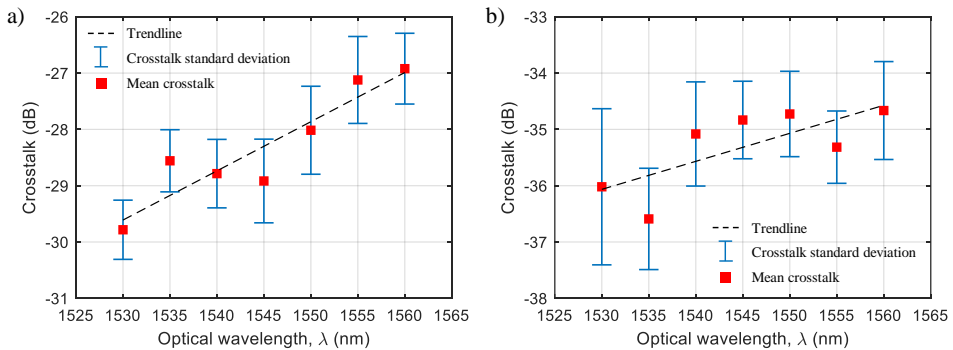 a)
Crosstalk (dB)
-26
-27
-28
-29
-30
-31
Trendline
Crosstalk standard deviation
Mean crosstalk
1525 1530 1535 1540 1545 1550 1555 1560 1565
Optical wavelength, λ (nm)
b)
Crosstalk (dB)
-33
-34
-35
-36
-37
-38
Trendline
Crosstalk standard deviation
Mean crosstalk
1525 1530 1535 1540 1545 1550 1555 1560 1565
Optical wavelength, λ (nm)